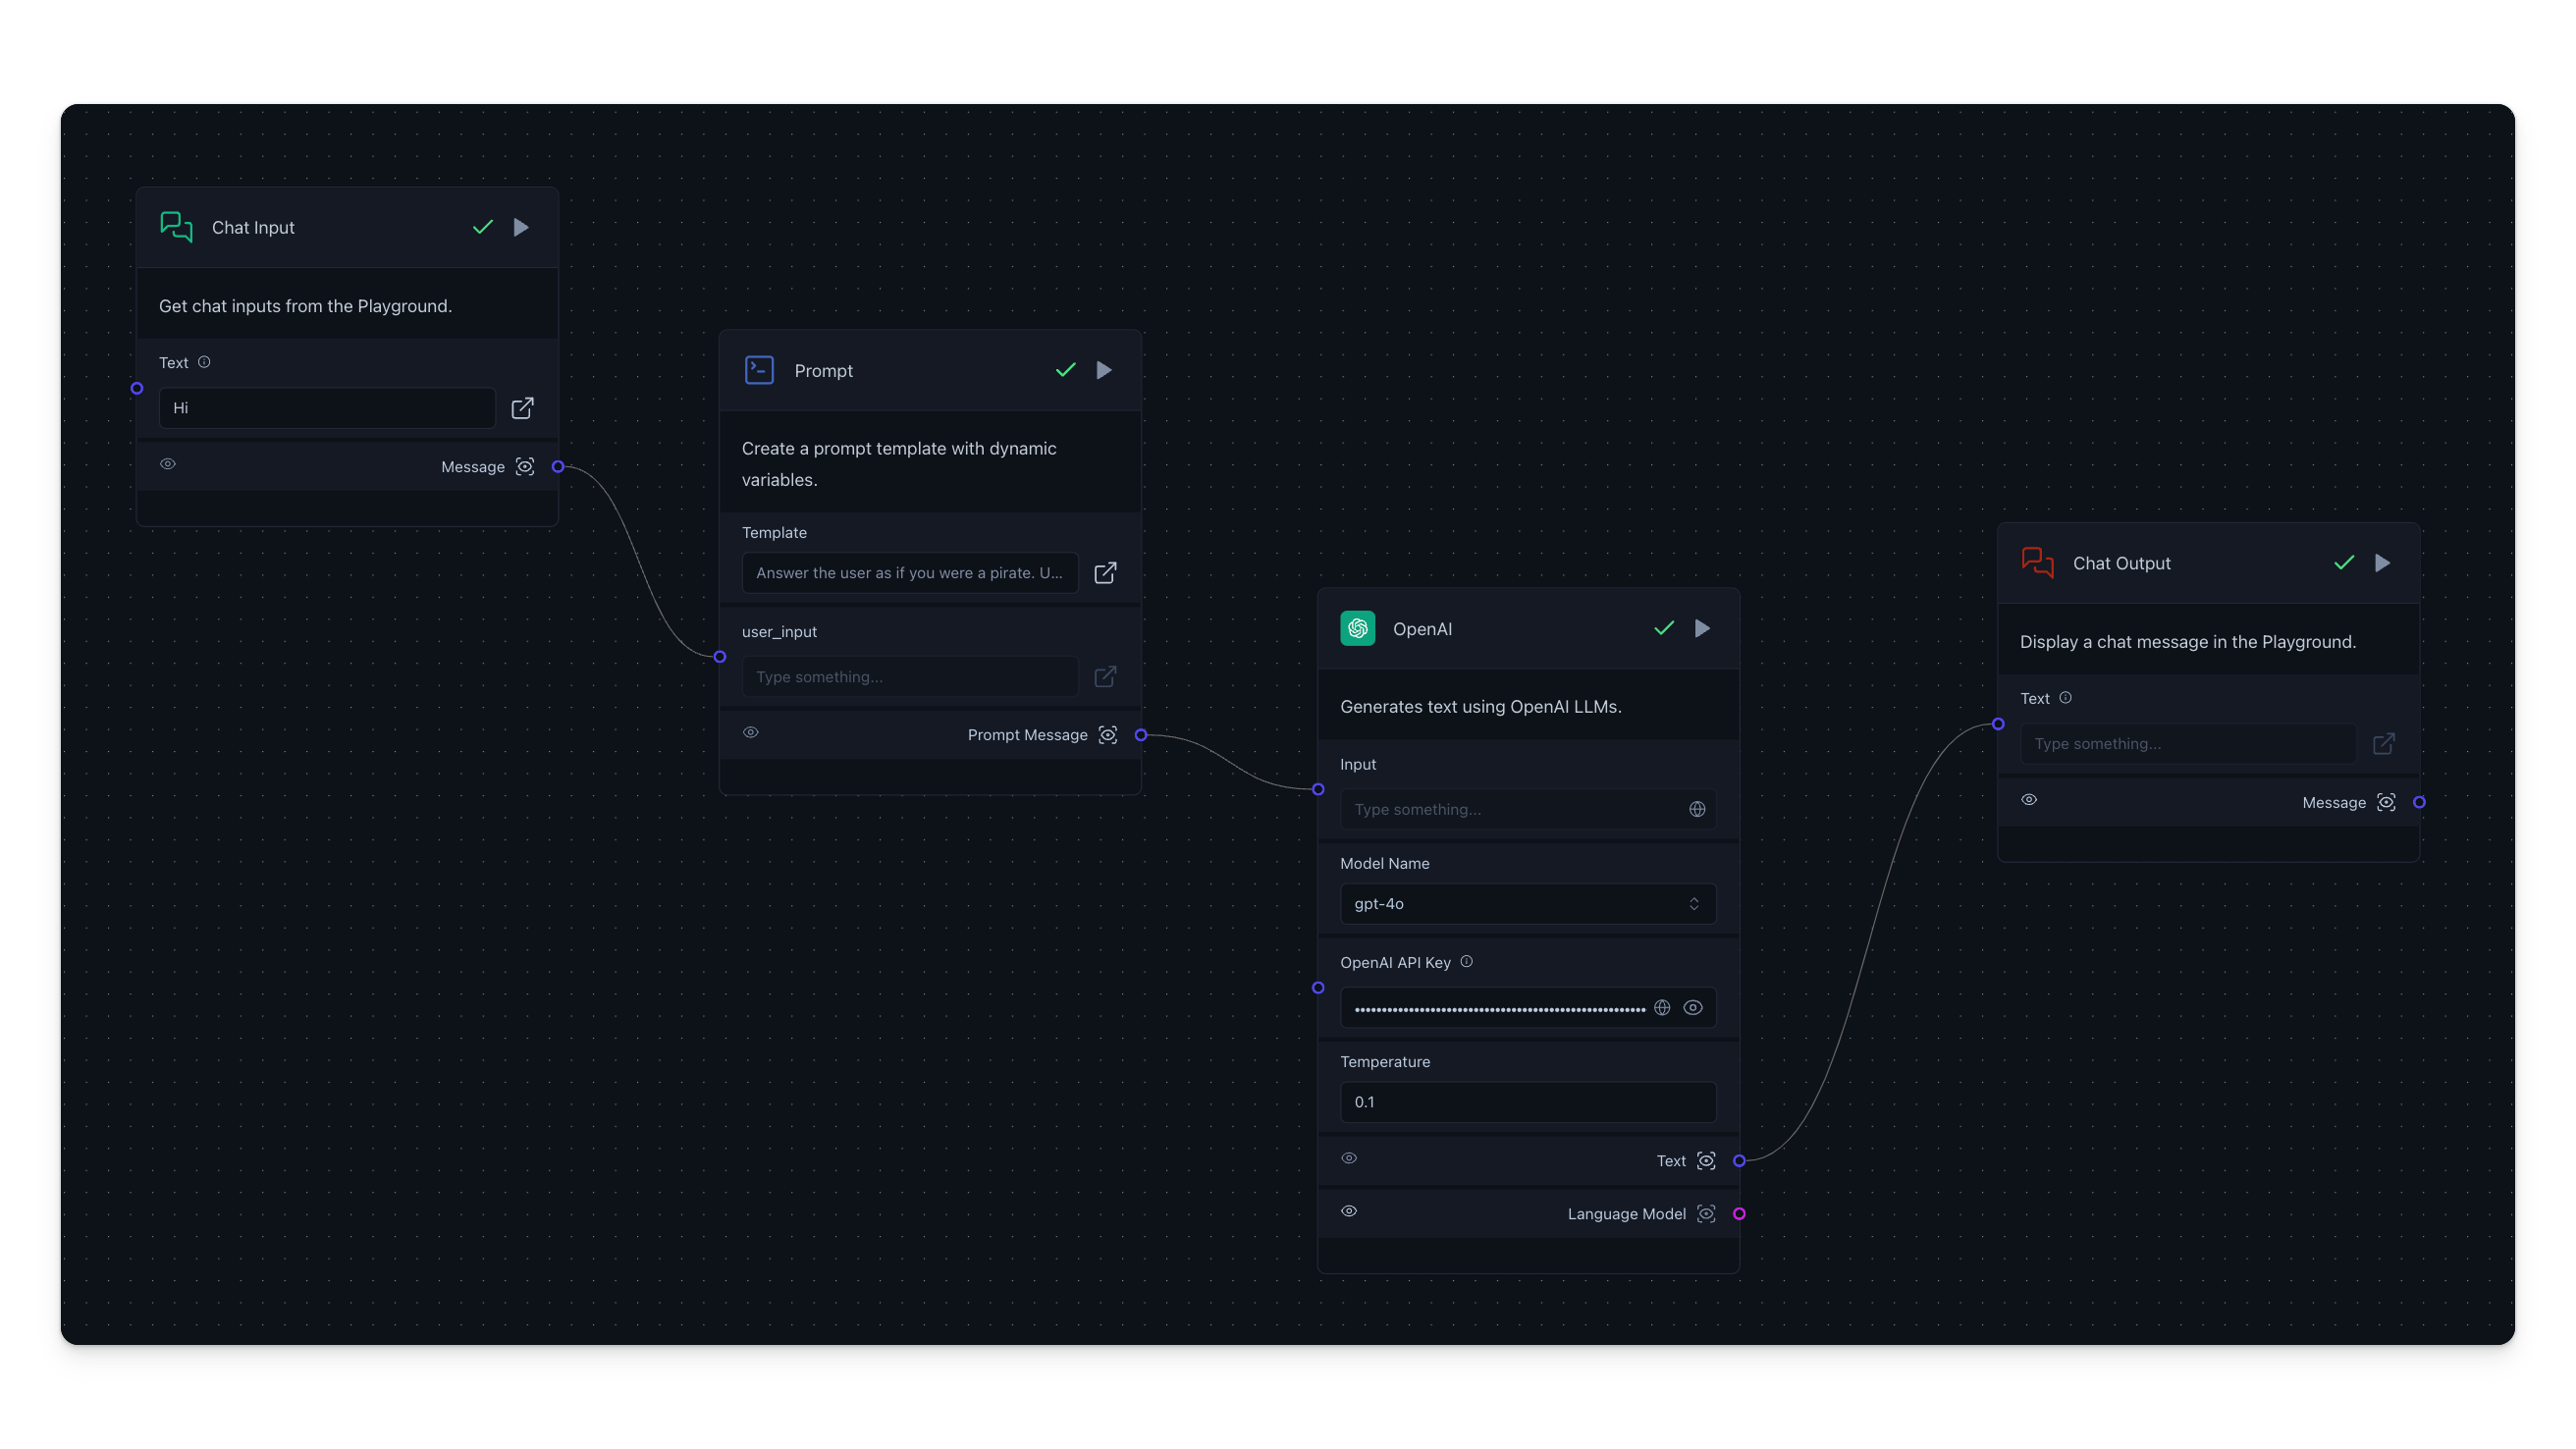 Chat Input
Get chat inputs from the Playground.
Text
Hi
Message
Prompt
Create a prompt template with dynamic
variables.
Template
Answer the user as if you were a pirate. U...
user_input
Type something...
Prompt Message
OpenAI
Generates text using OpenAI LLMs.
Input
Type something...
Model Name
gpt-4o
OpenAI API Key
Temperature
0.1
Text
Language Model
Chat Output
Display a chat message in the Playground.
Text
Type something...
Message